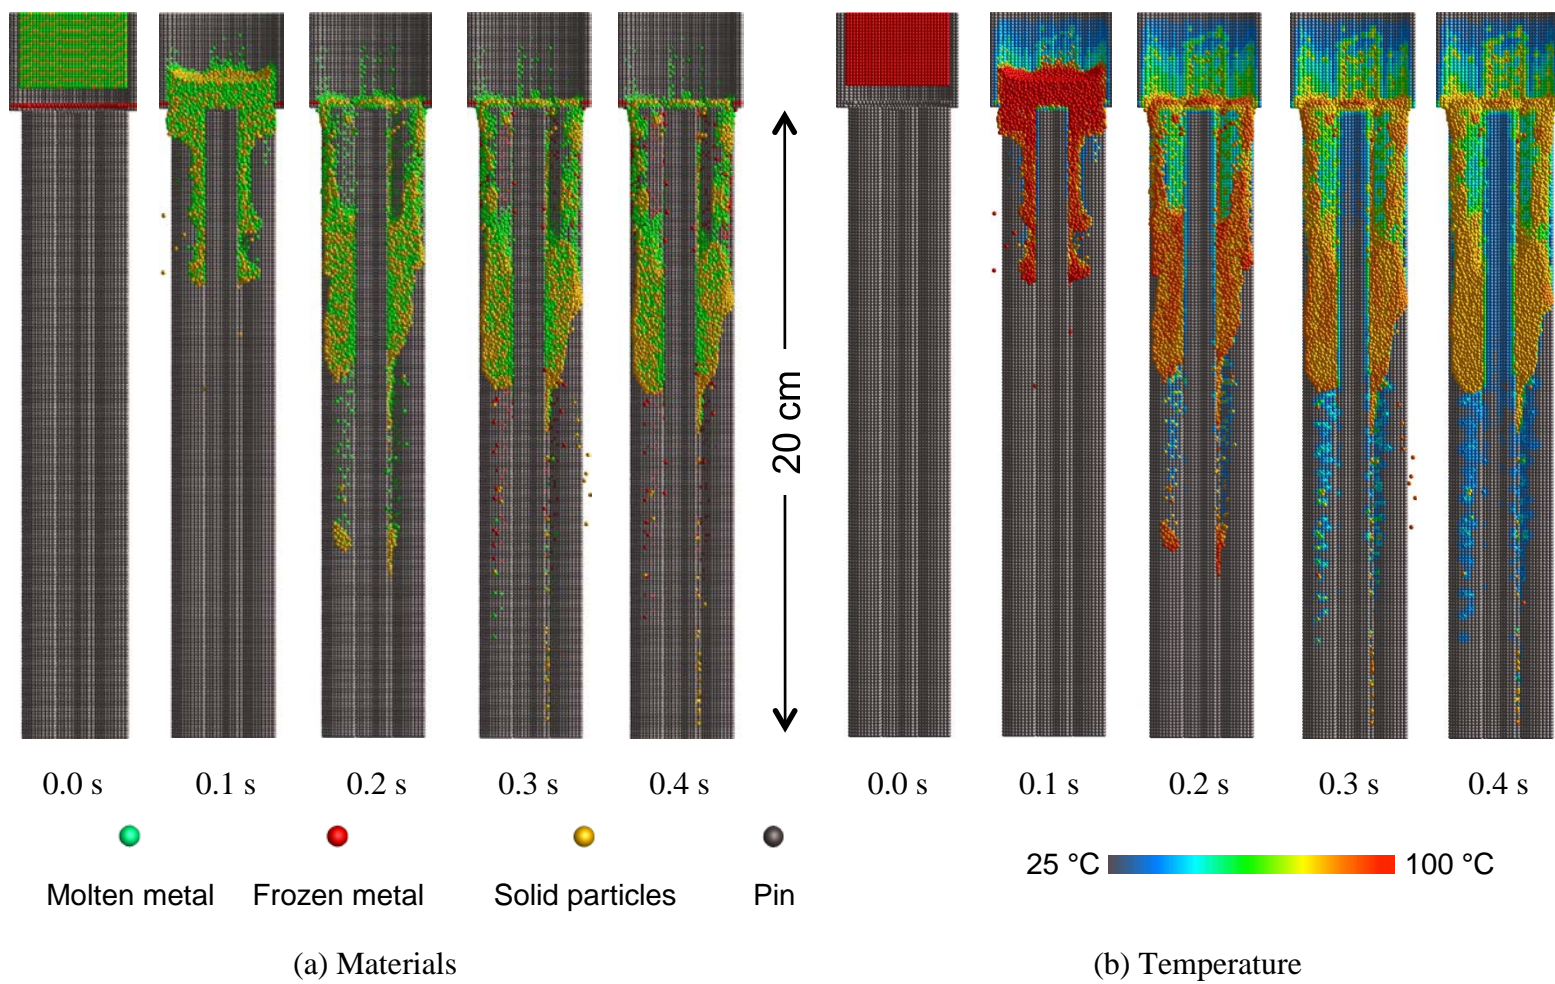 20 cm
0.0 s 0.1 s 0.2 s 0.3 s 0.4 s
0.0 s 0.1 s 0.2 s 0.3 s 0.4 s
Molten metal Frozen metal Solid particles Pin
25 °C 100 °C
(a) Materials
(b) Temperature